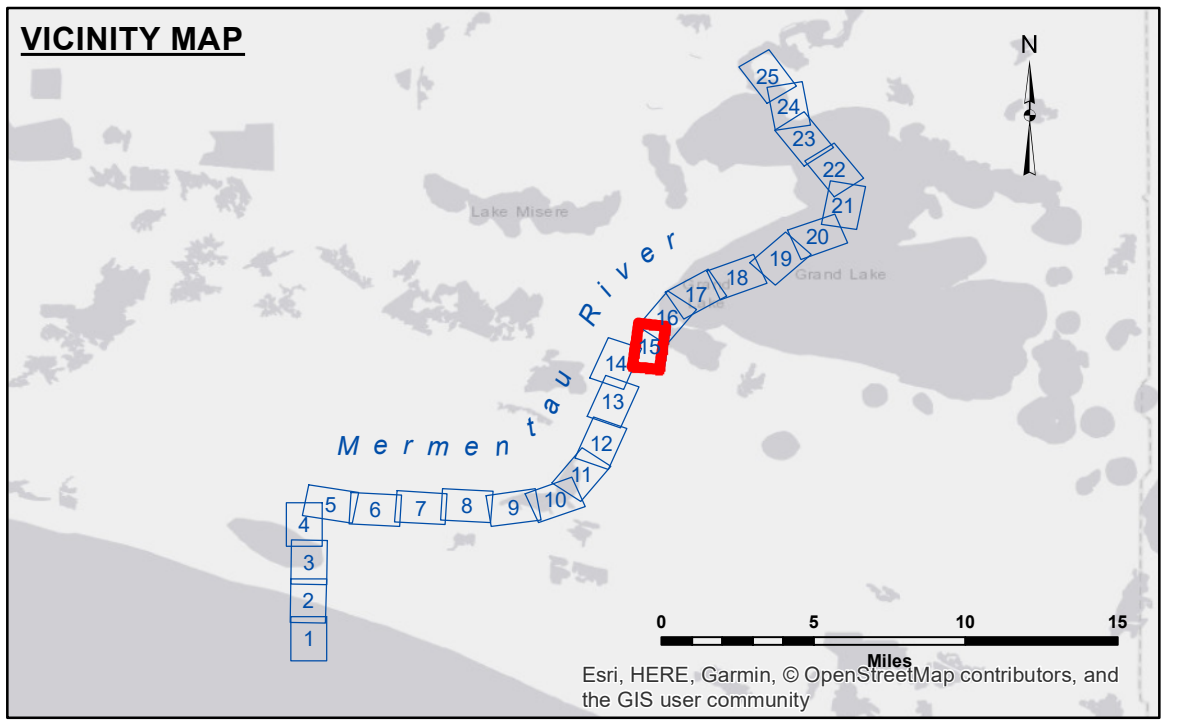 VICINITY MAP
N
25
24
23
22
21
20
19
18
17
16
15
14
13
12
11
10
9
8
7
6
5
4
3
2
1
Lake Misere
Grand Lake
Grand
Lake
Mermentau River
0 5 10 15
Miles
Esri, HERE, Garmin, © OpenStreetMap contributors, and
the GIS user community